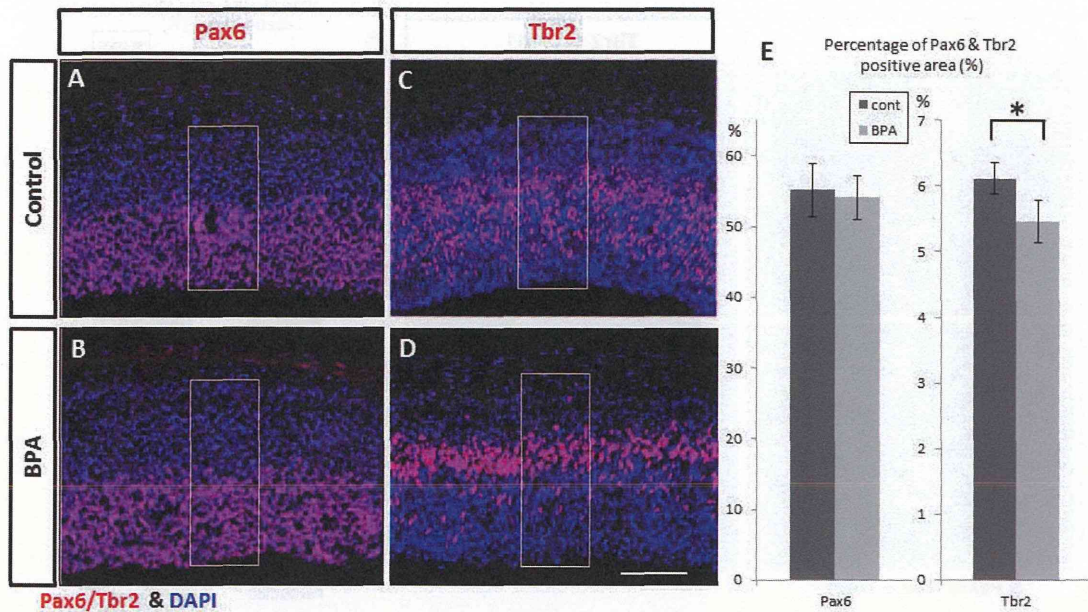 Pax6
Tbr2
Control
BPA
A
B
C
D
Pax6/Tbr2 & DAPI
E
Percentage of Pax6 & Tbr2
positive area (%)
cont
BPA
%
60
50
40
30
20
10
0
Pax6
%
7
6
5
4
3
2
1
0
*
Tbr2